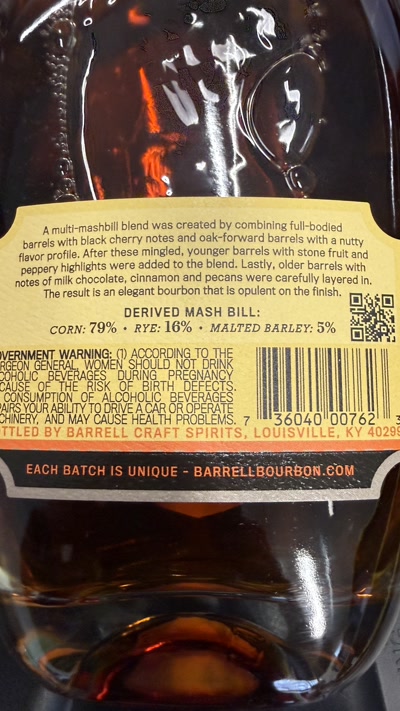 A multi-mashbill blend was created by combining full-bodied
barrels with black cherry notes and oak-forward barrels with a nutty
flavor profile. After these mingled, younger barrels with stone fruit and
peppery highlights were added to the blend. Lastly, older barrels with
notes of milk chocolate, cinnamon and pecans were carefully layered in.
The result is an elegant bourbon that is opulent on the finish.
DERIVED MASH BILL:
CORN: 79% • RYE: 16% • MALTED BARLEY: 5%
OVERNMENT WARNING: (1) ACCORDING TO THE
RGEON GENERAL, WOMEN SHOULD NOT DRINK
COHOLIC BEVERAGES DURING PREGNANCY
CAUSE OF THE RISK OF BIRTH DEFECTS.
CONSUMPTION OF ALCOHOLIC BEVERAGES
PAIRS YOUR ABILITY TO DRIVE A CAR OR OPERATE
CHINERY, AND MAY CAUSE HEALTH PROBLEMS.
7 36040 00762 3
TTLED BY BARRELL CRAFT SPIRITS, LOUISVILLE, KY 40299
EACH BATCH IS UNIQUE - BARRELLBOURBON.COM